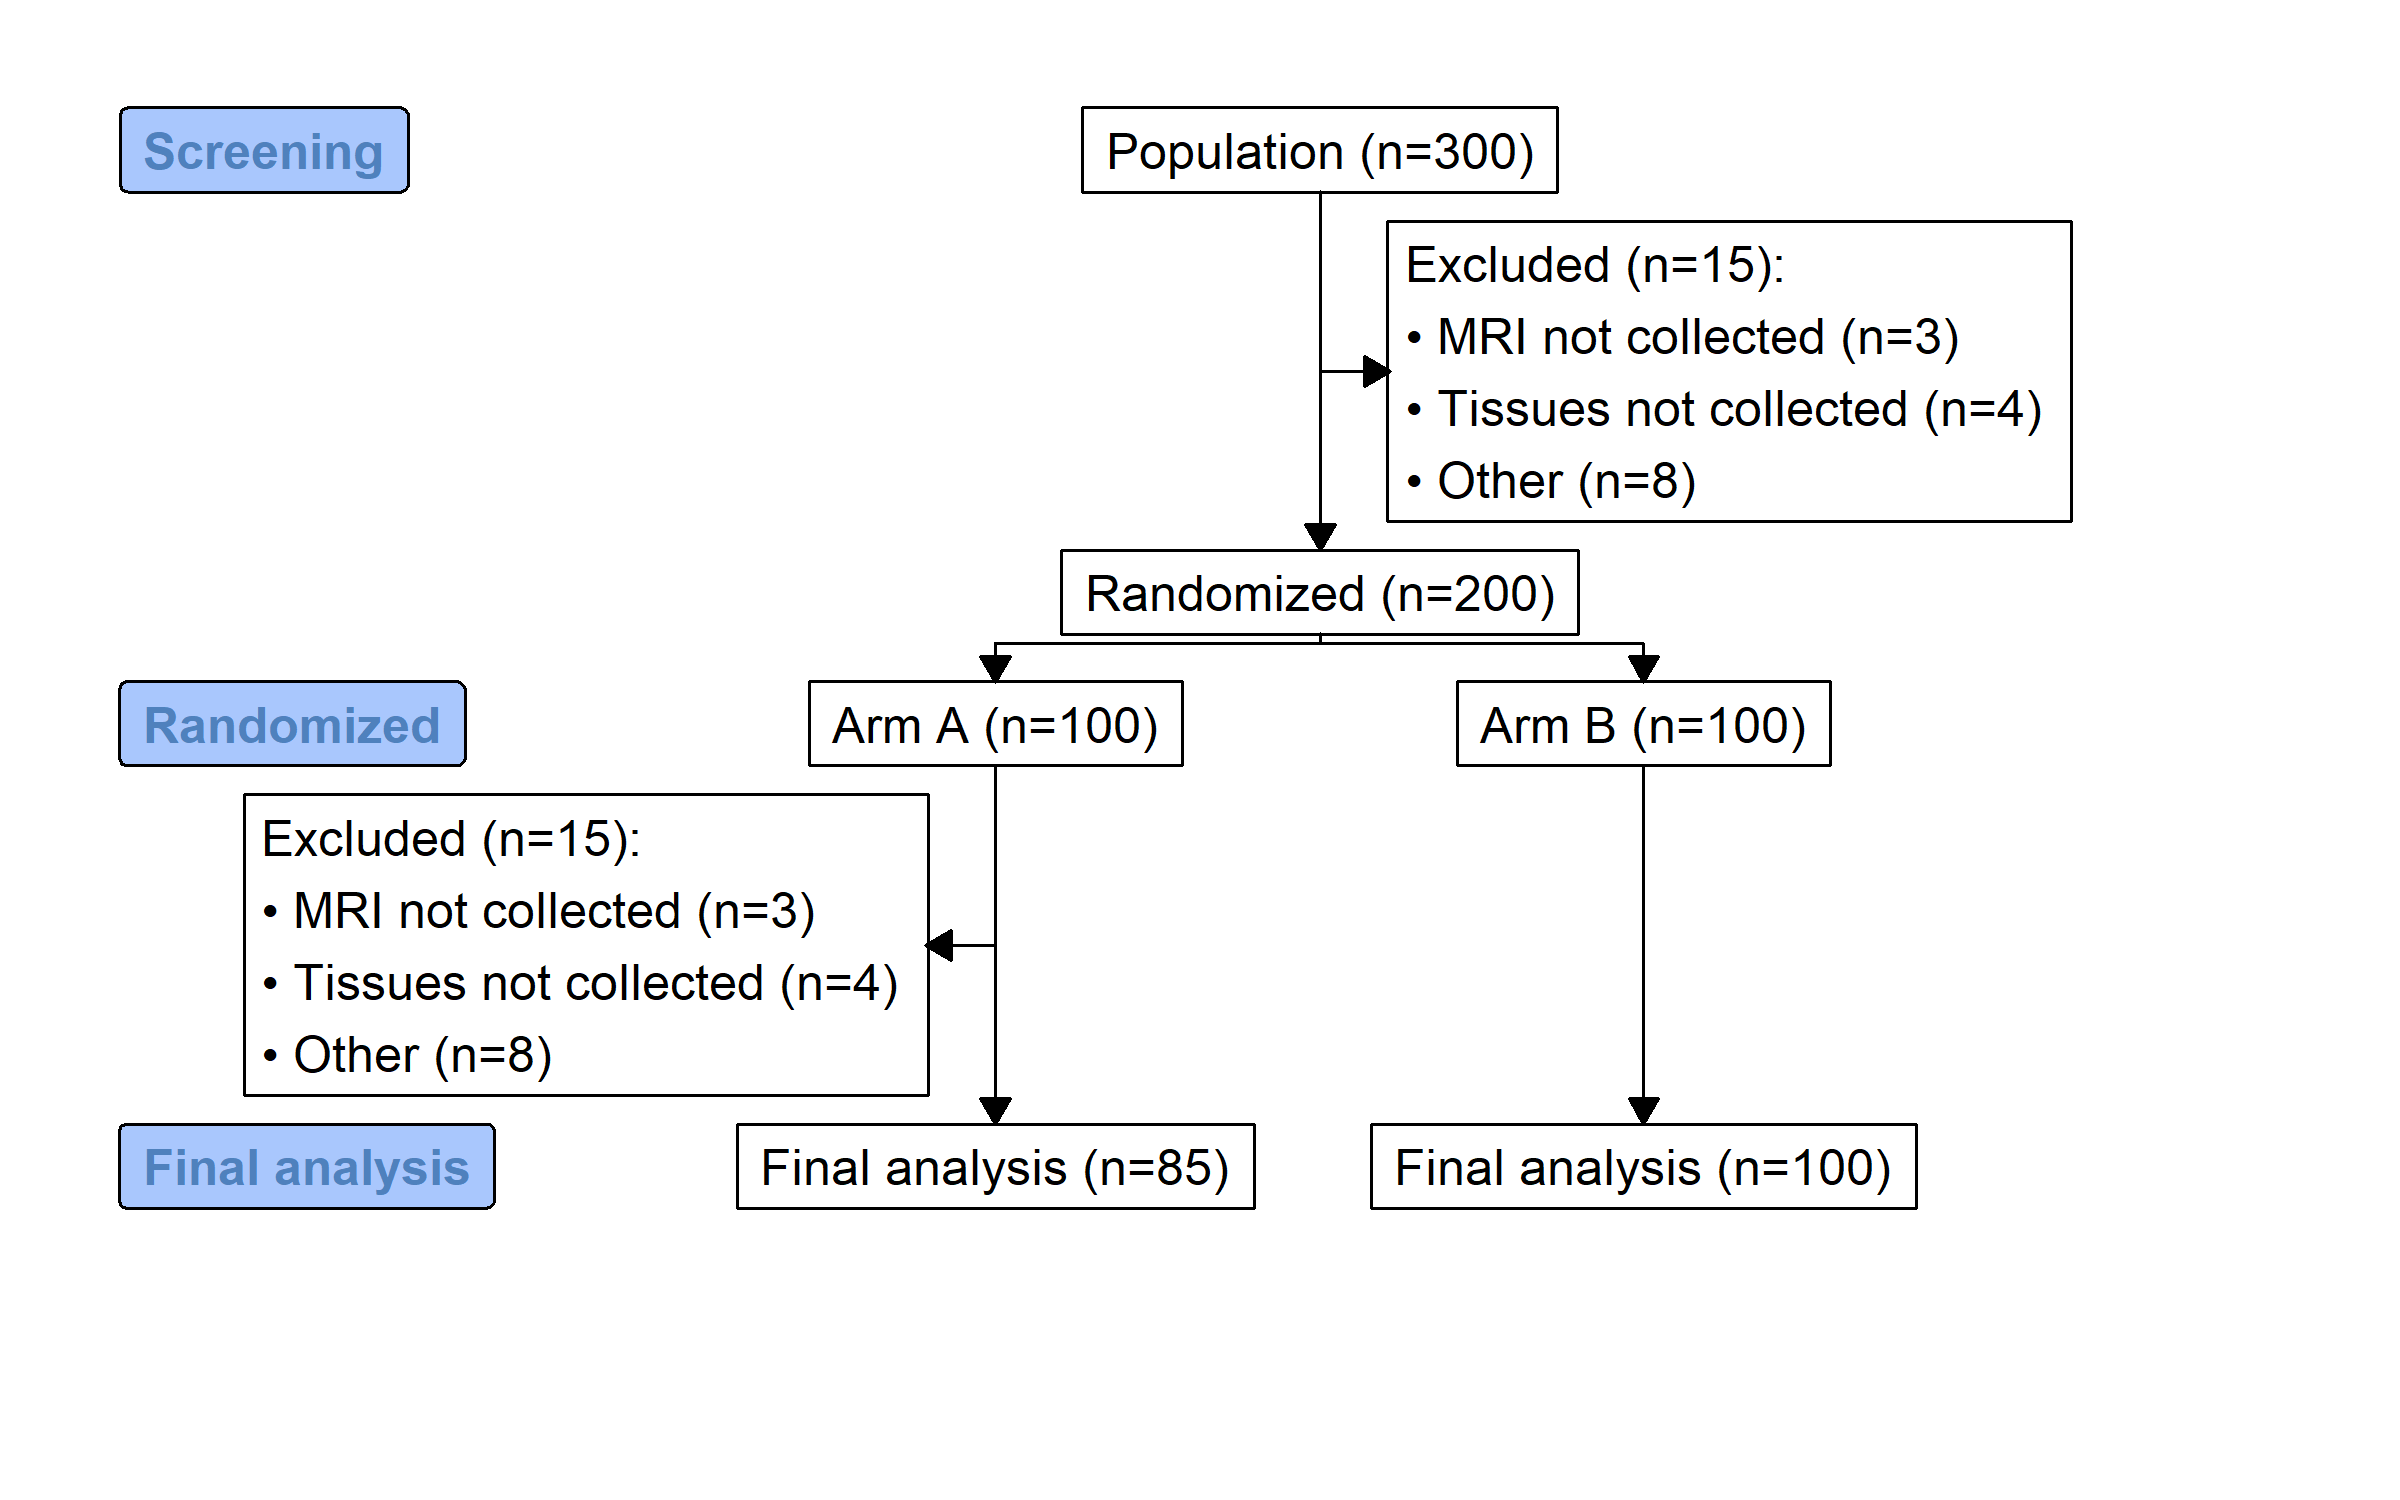 Screening
Population (n=300)
Excluded (n=15):
• MRI not collected (n=3)
• Tissues not collected (n=4)
• Other (n=8)
Randomized (n=200)
Randomized
Arm A (n=100)
Arm B (n=100)
Excluded (n=15):
• MRI not collected (n=3)
• Tissues not collected (n=4)
• Other (n=8)
Final analysis
Final analysis (n=85)
Final analysis (n=100)